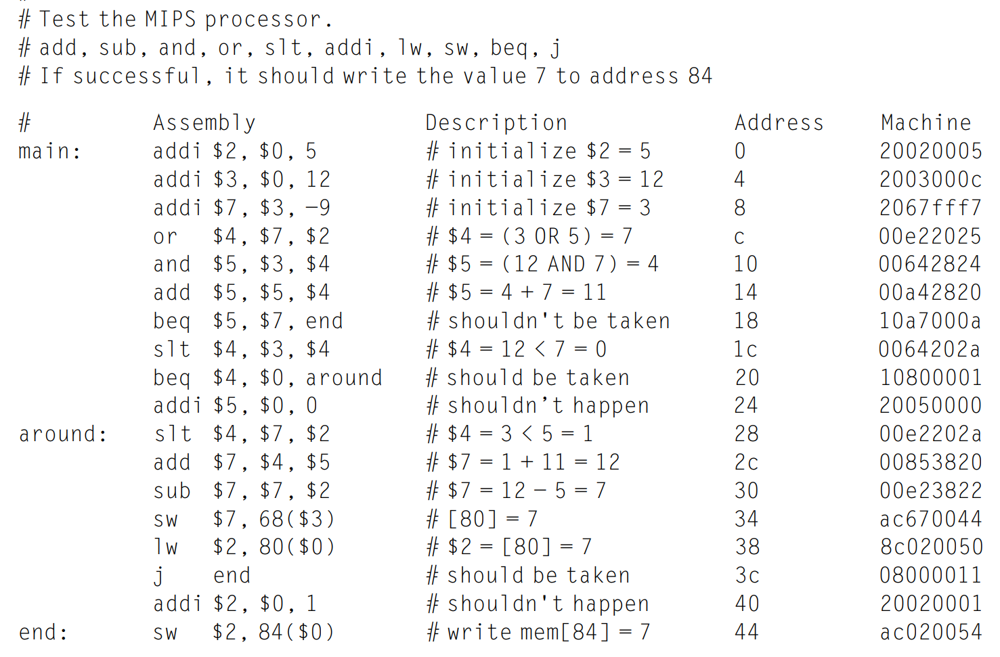 # Test the MIPS processor.
# add, sub, and, or, slt, addi, lw, sw, beq, j
# If successful, it should write the value 7 to address 84
# Assembly Description Address Machine
main: addi $2, $0, 5 # initialize $2 = 5 0 20020005
addi $3, $0, 12 # initialize $3 = 12 4 2003000c
addi $7, $3, −9 # initialize $7 = 3 8 2067fff7
or $4, $7, $2 # $4 = (3 OR 5) = 7 c 00e22025
and $5, $3, $4 # $5 = (12 AND 7) = 4 10 00642824
add $5, $5, $4 # $5 = 4 + 7 = 11 14 00a42820
beq $5, $7, end # shouldn't be taken 18 10a7000a
slt $4, $3, $4 # $4 = 12 < 7 = 0 1c 0064202a
beq $4, $0, around # should be taken 20 10800001
addi $5, $0, 0 # shouldn’t happen 24 20050000
around: slt $4, $7, $2 # $4 = 3 < 5 = 1 28 00e2202a
add $7, $4, $5 # $7 = 1 + 11 = 12 2c 00853820
sub $7, $7, $2 # $7 = 12 − 5 = 7 30 00e23822
sw $7, 68($3) # [80] = 7 34 ac670044
lw $2, 80($0) # $2 = [80] = 7 38 8c020050
j end # should be taken 3c 08000011
addi $2, $0, 1 # shouldn't happen 40 20020001
end: sw $2, 84($0) # write mem[84] = 7 44 ac020054